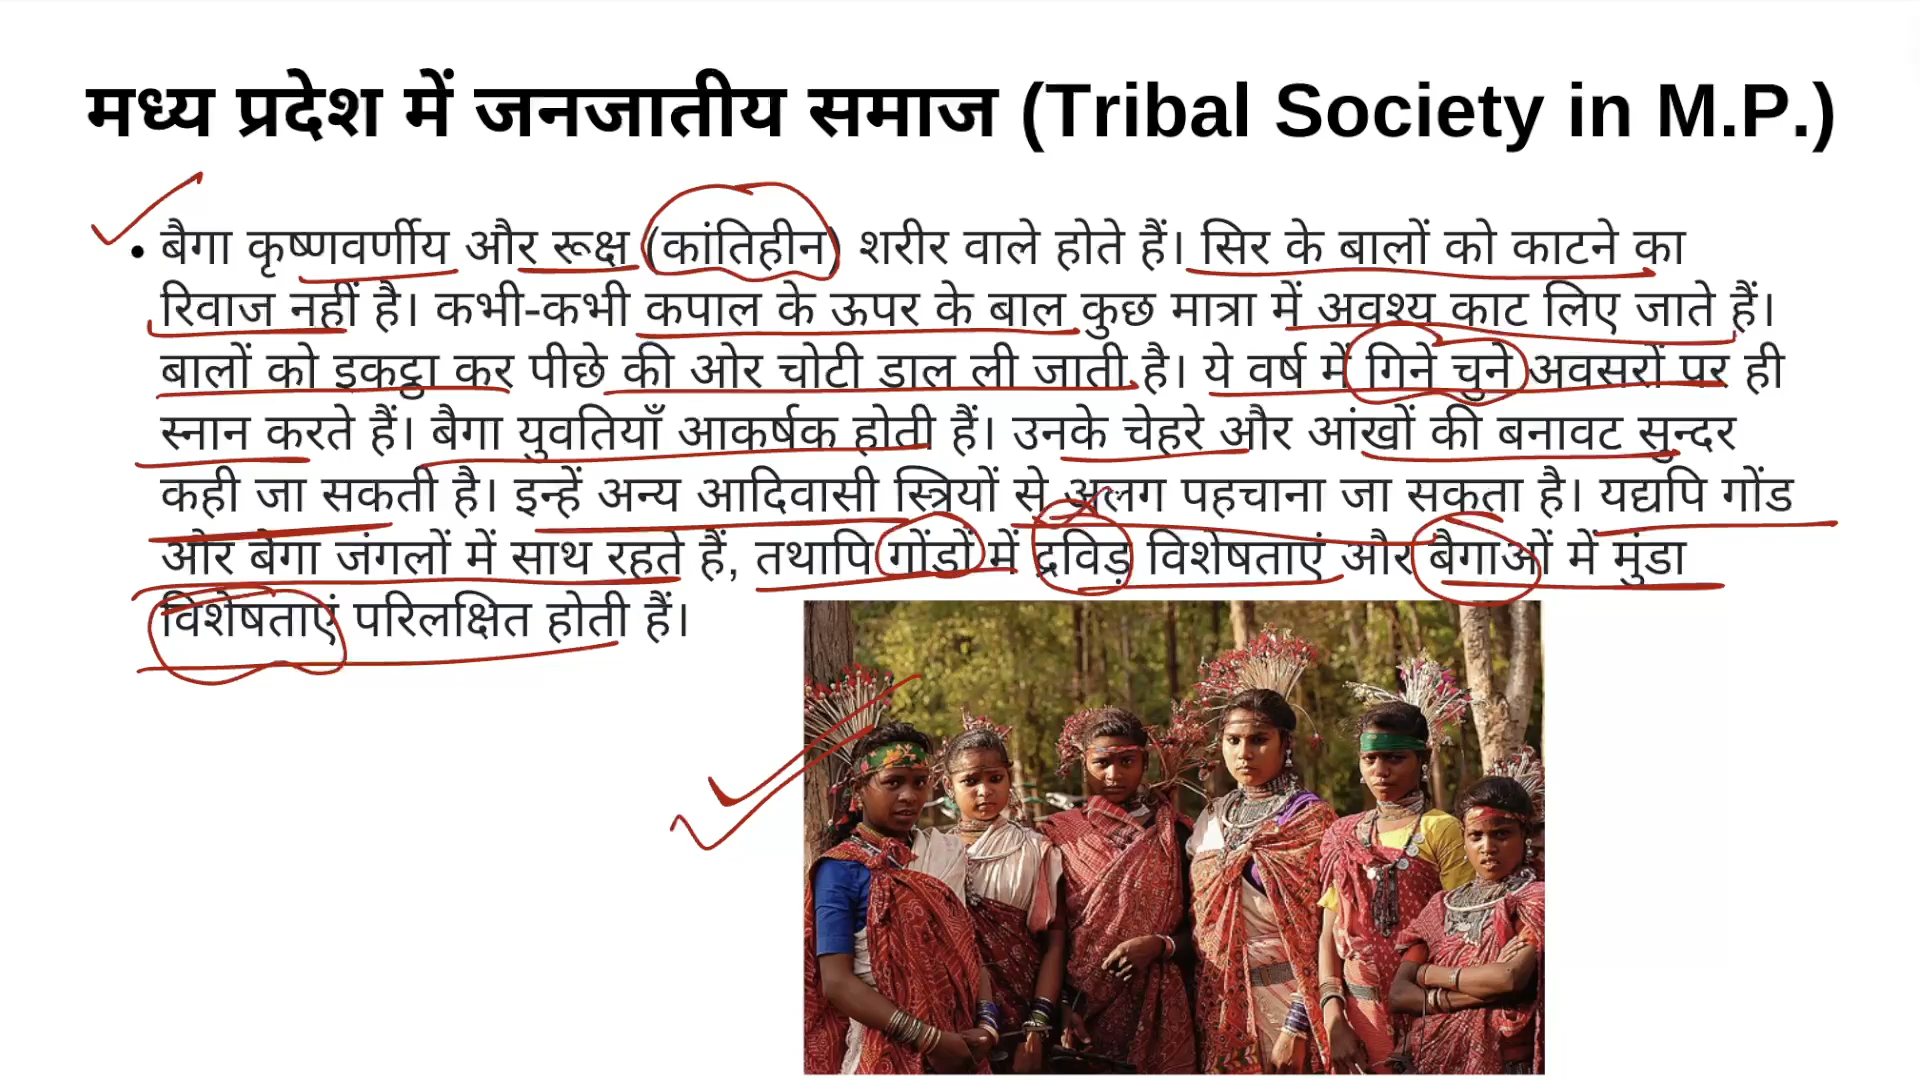 मध्य प्रदेश में जनजातीय समाज (Tribal Society in M.P.)
• बैगा कृष्णवर्णीय और रूक्ष (कांतिहीन) शरीर वाले होते हैं। सिर के बालों को काटने का
रिवाज नहीं है। कभी-कभी कपाल के ऊपर के बाल कुछ मात्रा में अवश्य काट लिए जाते हैं।
बालों को इकट्ठा कर पीछे की ओर चोटी डाल ली जाती है। ये वर्ष में गिने चुने अवसरों पर ही
स्नान करते हैं। बैगा युवतियाँ आकर्षक होती हैं। उनके चेहरे और आंखों की बनावट सुन्दर
कही जा सकती है। इन्हें अन्य आदिवासी स्त्रियों से अलग पहचाना जा सकता है। यद्यपि गोंड
और बैगा जंगलों में साथ रहते हैं, तथापि गोंडों में द्रविड़ विशेषताएं और बैगाओं में मुंडा
विशेषताएं परिलक्षित होती हैं।